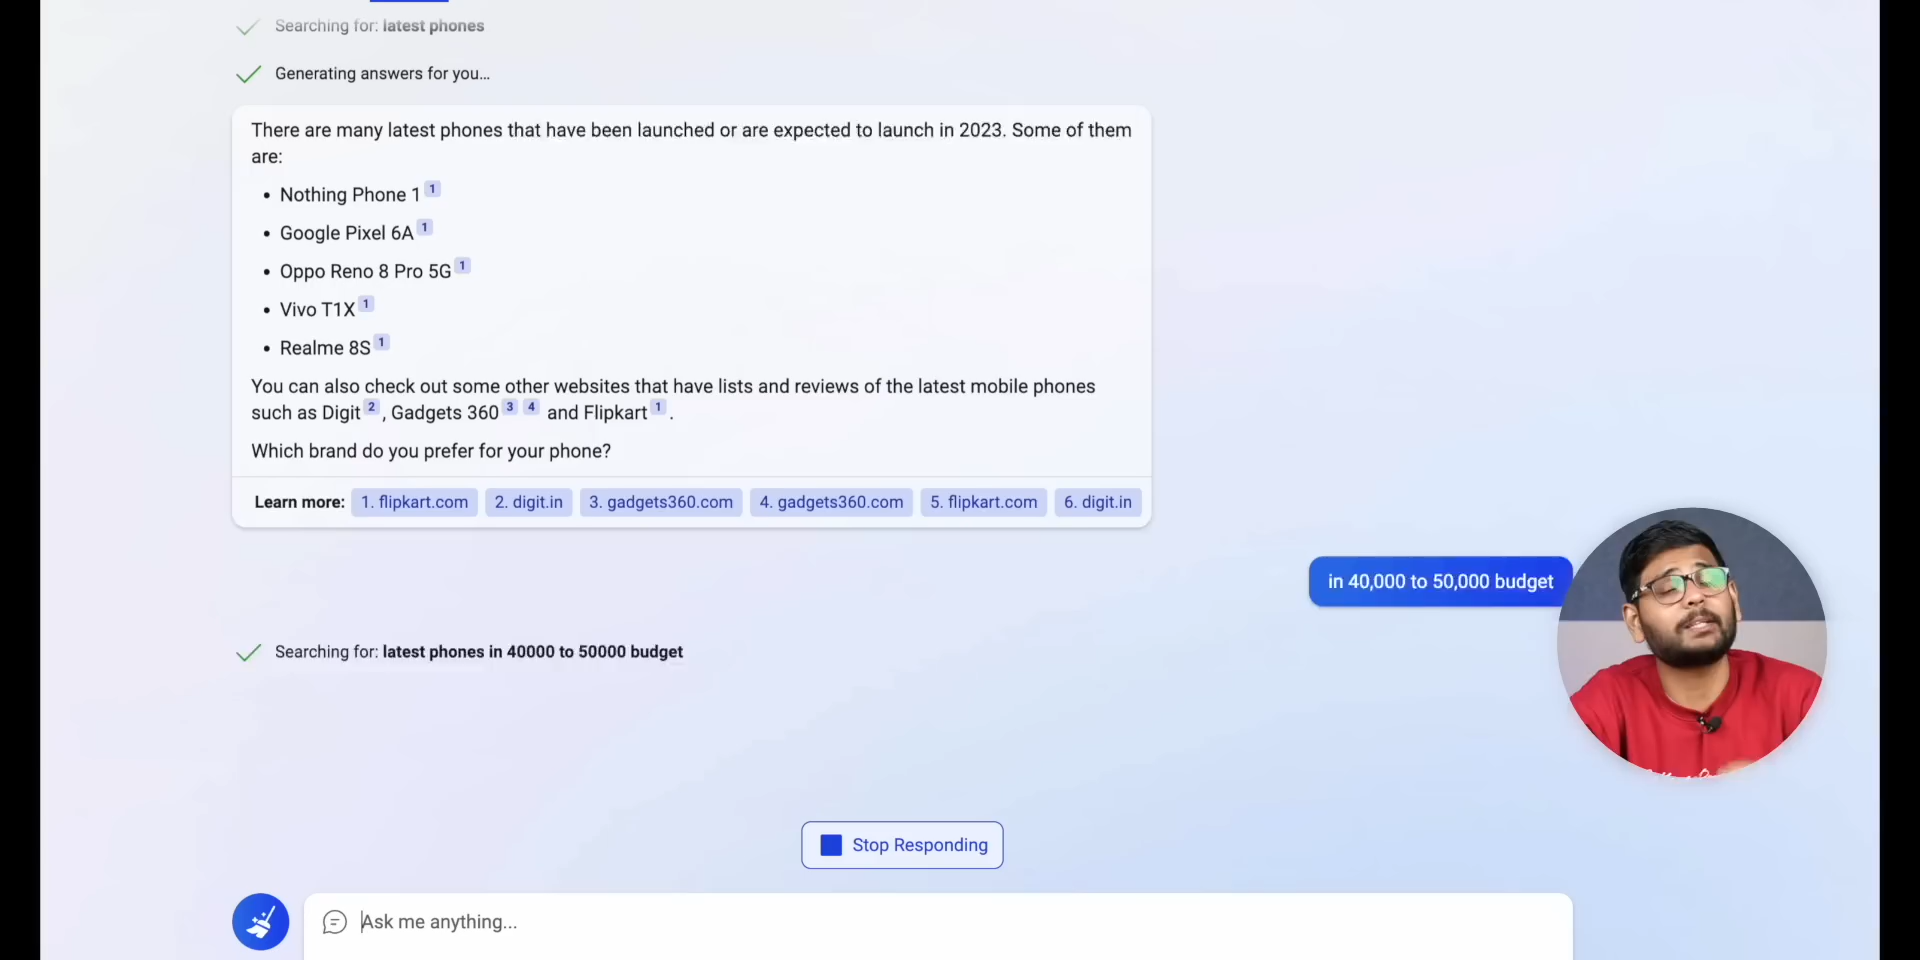 Searching for: latest phones
Generating answers for you...
There are many latest phones that have been launched or are expected to launch in 2023. Some of them
are:
• Nothing Phone 1 1
• Google Pixel 6A 1
• Oppo Reno 8 Pro 5G 1
• Vivo T1X 1
• Realme 8S 1
You can also check out some other websites that have lists and reviews of the latest mobile phones
such as Digit 2 , Gadgets 360 3 4 and Flipkart 1 .
Which brand do you prefer for your phone?
Learn more: 1. flipkart.com 2. digit.in 3. gadgets360.com 4. gadgets360.com 5. flipkart.com 6. digit.in
in 40,000 to 50,000 budget
Searching for: latest phones in 40000 to 50000 budget
Stop Responding
Ask me anything...